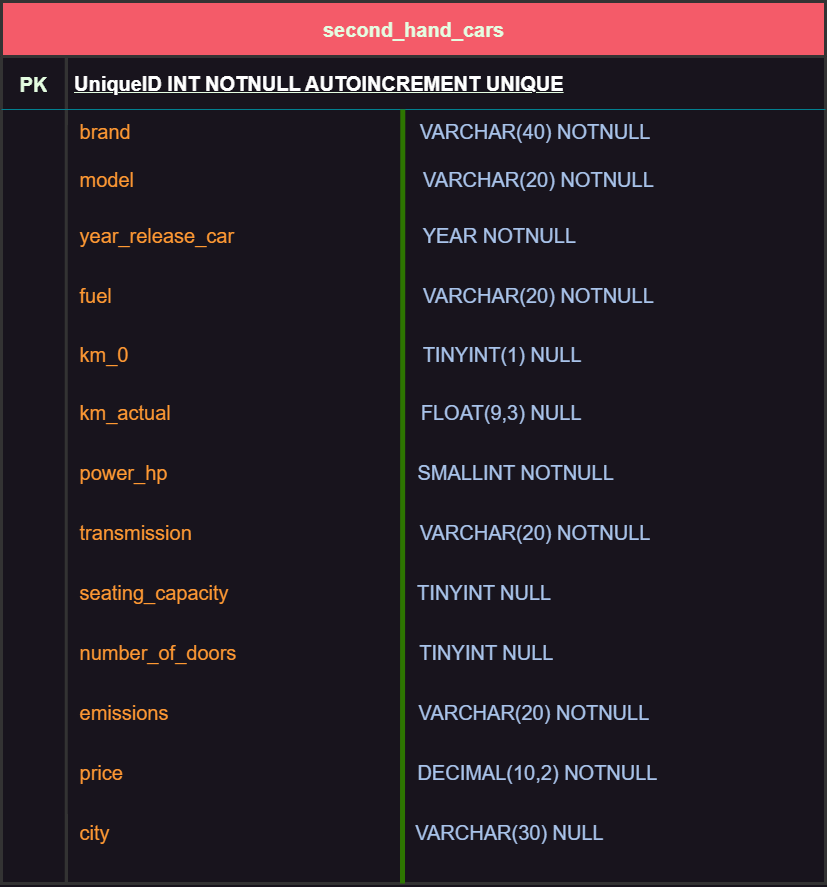 second_hand_cars
PK UniqueID INT NOTNULL AUTOINCREMENT UNIQUE
brand VARCHAR(40) NOTNULL
model VARCHAR(20) NOTNULL
year_release_car YEAR NOTNULL
fuel VARCHAR(20) NOTNULL
km_0 TINYINT(1) NULL
km_actual FLOAT(9,3) NULL
power_hp SMALLINT NOTNULL
transmission VARCHAR(20) NOTNULL
seating_capacity TINYINT NULL
number_of_doors TINYINT NULL
emissions VARCHAR(20) NOTNULL
price DECIMAL(10,2) NOTNULL
city VARCHAR(30) NULL